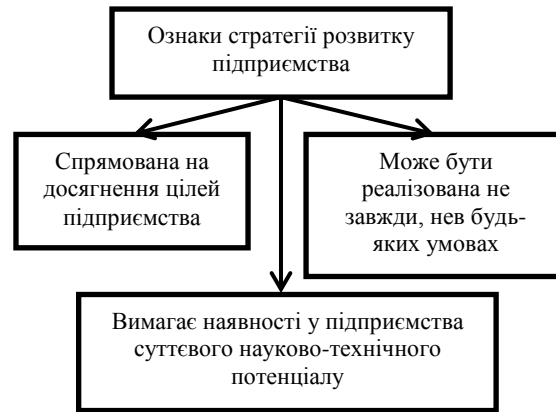 Ознаки стратегії розвитку
підприємства
Спрямована на
досягнення цілей
підприємства
Може бути
реалізована не
завжди, нев будь-
яких умовах
Вимагає наявності у підприємства
суттєвого науково-технічного
потенціалу